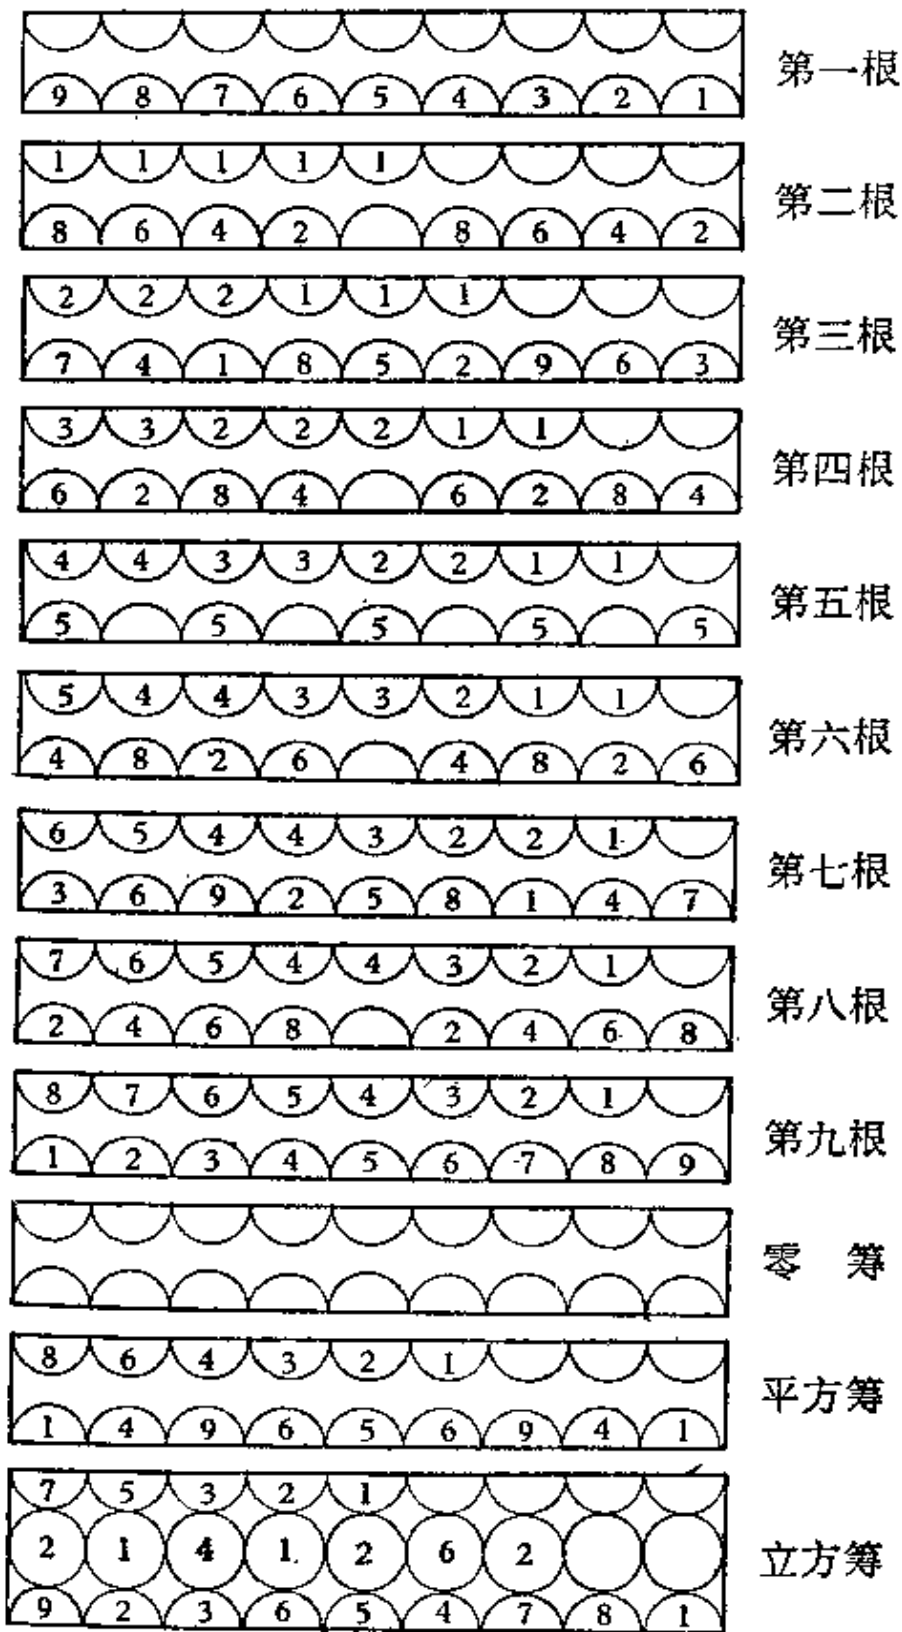 9 8 7 6 5 4 3 2 1 第一根
1 1 1 1 1
8 6 4 2 8 6 4 2 第二根
2 2 2 1 1 1
7 4 1 8 5 2 9 6 3 第三根
3 3 2 2 2 1 1
6 2 8 4 6 2 8 4 第四根
4 4 3 3 2 2 1 1
5 5 5 5 5 第五根
5 4 4 3 3 2 1 1
4 8 2 6 4 8 2 6 第六根
6 5 4 4 3 2 2 1
3 6 9 2 5 8 1 4 7 第七根
7 6 5 4 4 3 2 1
2 4 6 8 2 4 6 8 第八根
8 7 6 5 4 3 2 1
1 2 3 4 5 6 7 8 9 第九根
零 筹
8 6 4 3 2 1
1 4 9 6 5 6 9 4 1 平方筹
7 5 3 2 1
2 1 4 1 2 6 2 立方筹
9 2 3 6 5 4 7 8 1